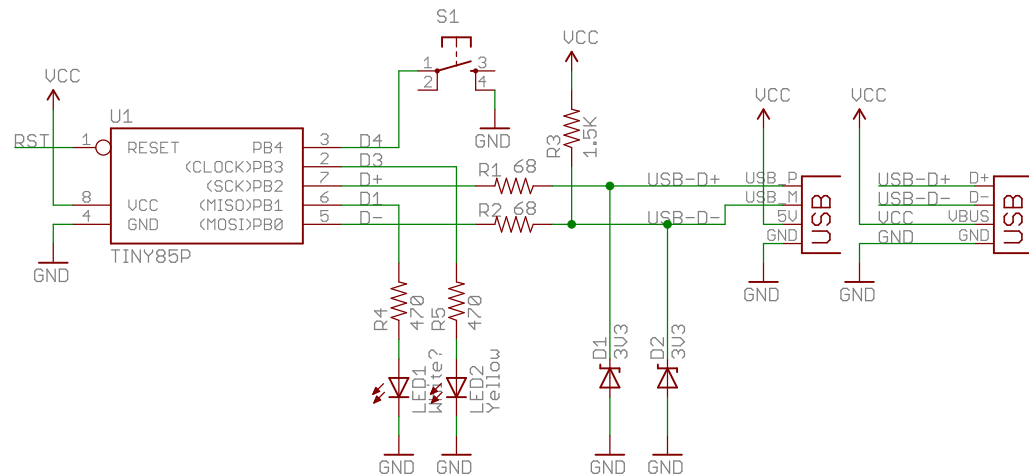 S1
1
3
2
4
GND
VCC
U1
RST
1
RESET
8
VCC
4
GND
GND
TINY85P
PB4
3
D4
(CLOCK)PB3
2
D3
(SCK)PB2
7
D+
(MISO)PB1
6
D1
(MOSI)PB0
5
D-
R1
68
R2
68
VCC
R3
1.5K
USB-D+
USB-D-
VCC
USB_P
USB_M
5V
GND
USB
GND
VCC
USB-D+
D+
USB-D-
D-
VCC
VBUS
GND
GND
USB
GND
R4
470
R5
470
LED1
White?
LED2
Yellow
GND
GND
D1
3V3
D2
3V3
GND
GND